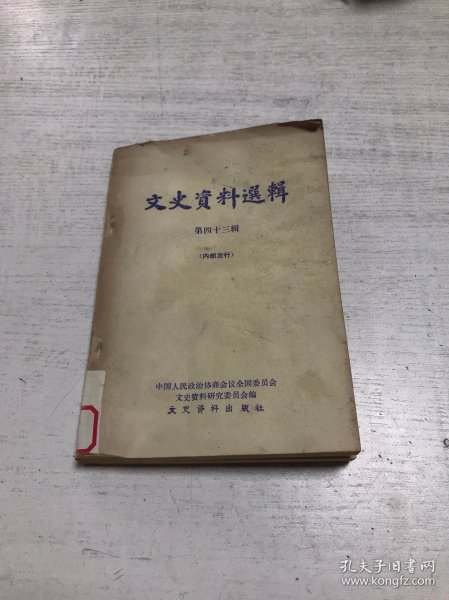 文史資料選輯
第四十三辑
（内部发行）
中国人民政治协商会议全国委员会
文史资料研究委员会编
文史资料出版社
孔夫子旧书网
www.kongfz.com